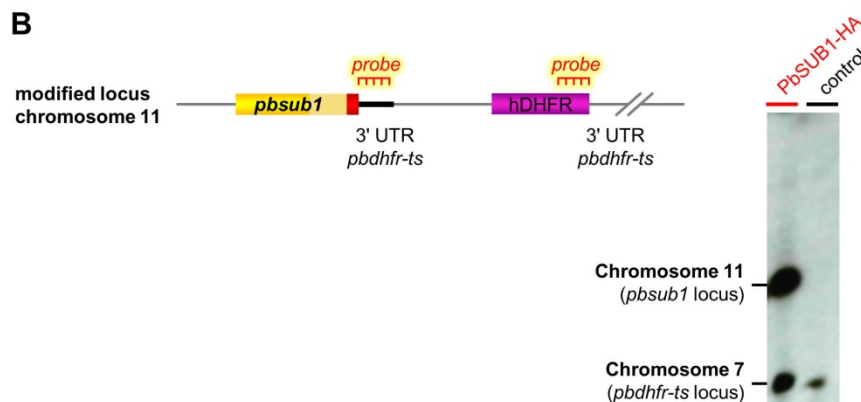 B
probe
probe
modified locus
chromosome 11
pbsub1
hDHFR
3' UTR
pbdhfr-ts
3' UTR
pbdhfr-ts
PbSUB1-HA
control
Chromosome 11
(pbsub1 locus)
Chromosome 7
(pbdhfr-ts locus)